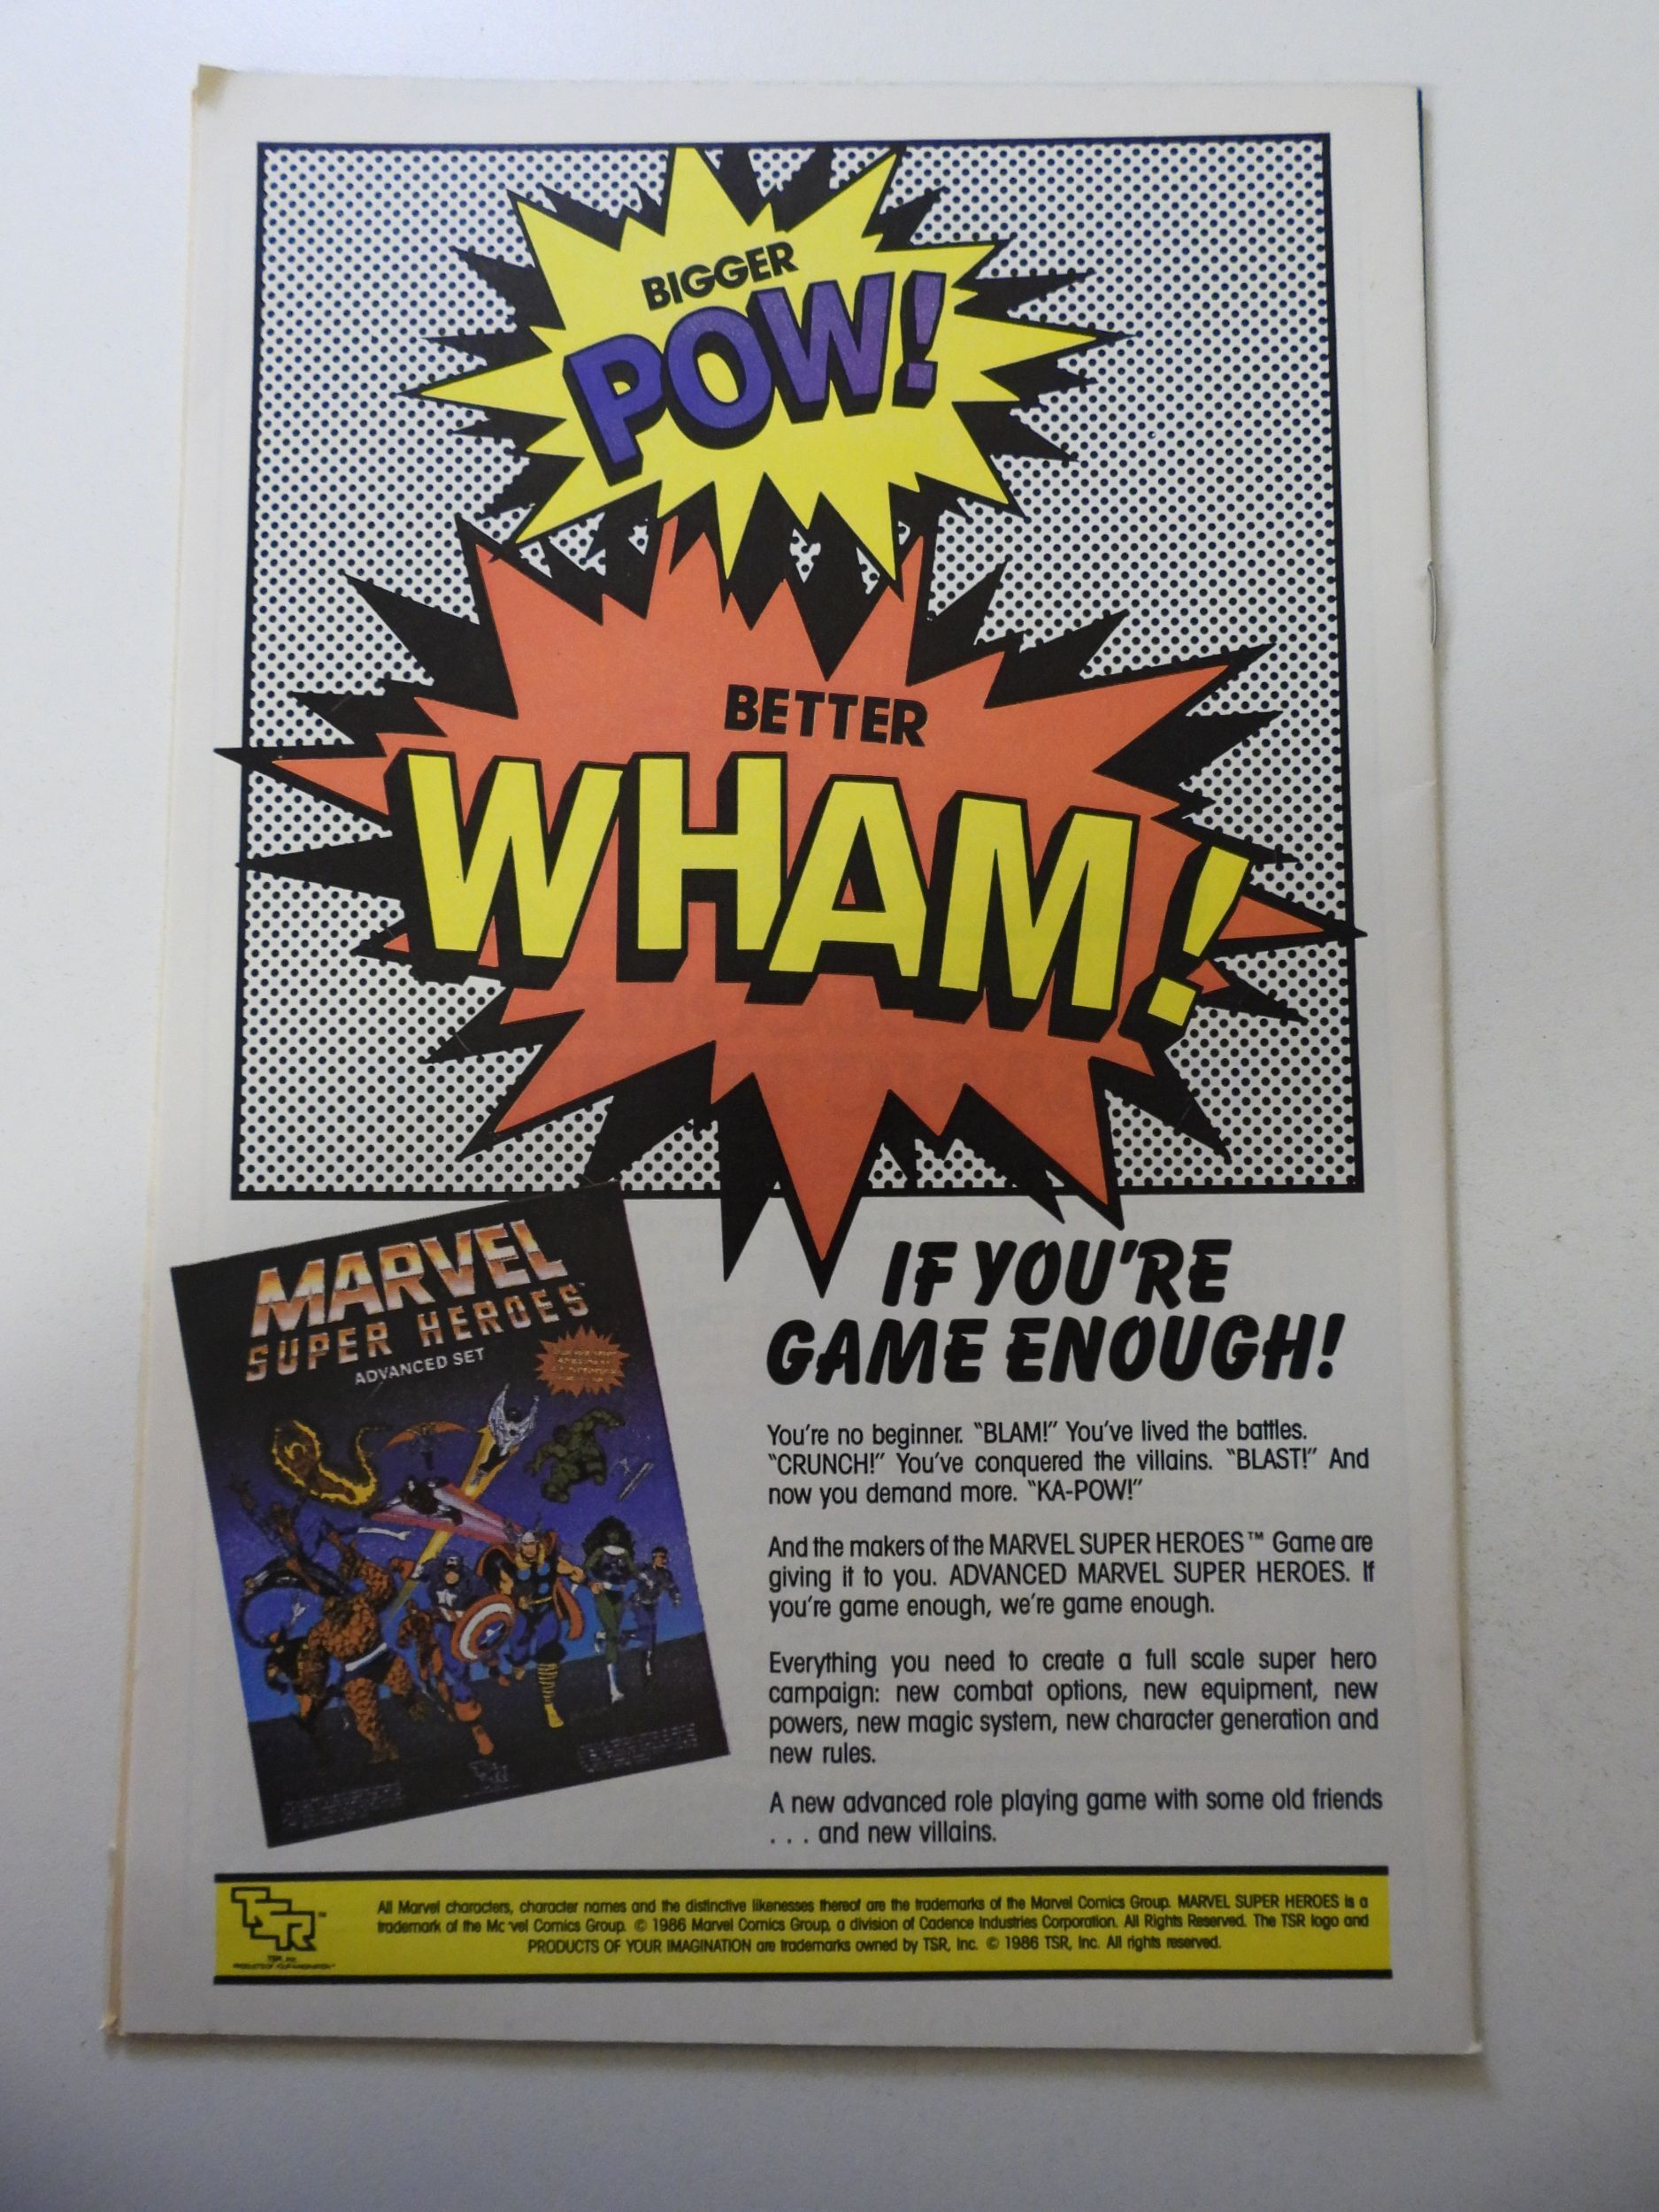 BIGGER
POW!
BETTER
WHAM!
MARVEL
SUPER HEROES
ADVANCED SET
IF YOU'RE
GAME ENOUGH!
You're no beginner. "BLAM!" You've lived the battles.
"CRUNCH!" You've conquered the villains. "BLAST!" And
now you demand more. "KA-POW!"
And the makers of the MARVEL SUPER HEROES™ Game are
giving it to you. ADVANCED MARVEL SUPER HEROES. If
you're game enough, we're game enough.
Everything you need to create a full scale super hero
campaign: new combat options, new equipment, new
powers, new magic system, new character generation and
new rules.
A new advanced role playing game with some old friends
. . . and new villains.
TSR™
TSR, Inc.
PRODUCTS OF YOUR IMAGINATION™
All Marvel characters, character names and the distinctive likenesses thereof are the trademarks of the Marvel Comics Group. MARVEL SUPER HEROES is a
trademark of the Marvel Comics Group. © 1986 Marvel Comics Group, a division of Cadence Industries Corporation. All Rights Reserved. The TSR logo and
PRODUCTS OF YOUR IMAGINATION are trademarks owned by TSR, Inc. © 1986 TSR, Inc. All rights reserved.